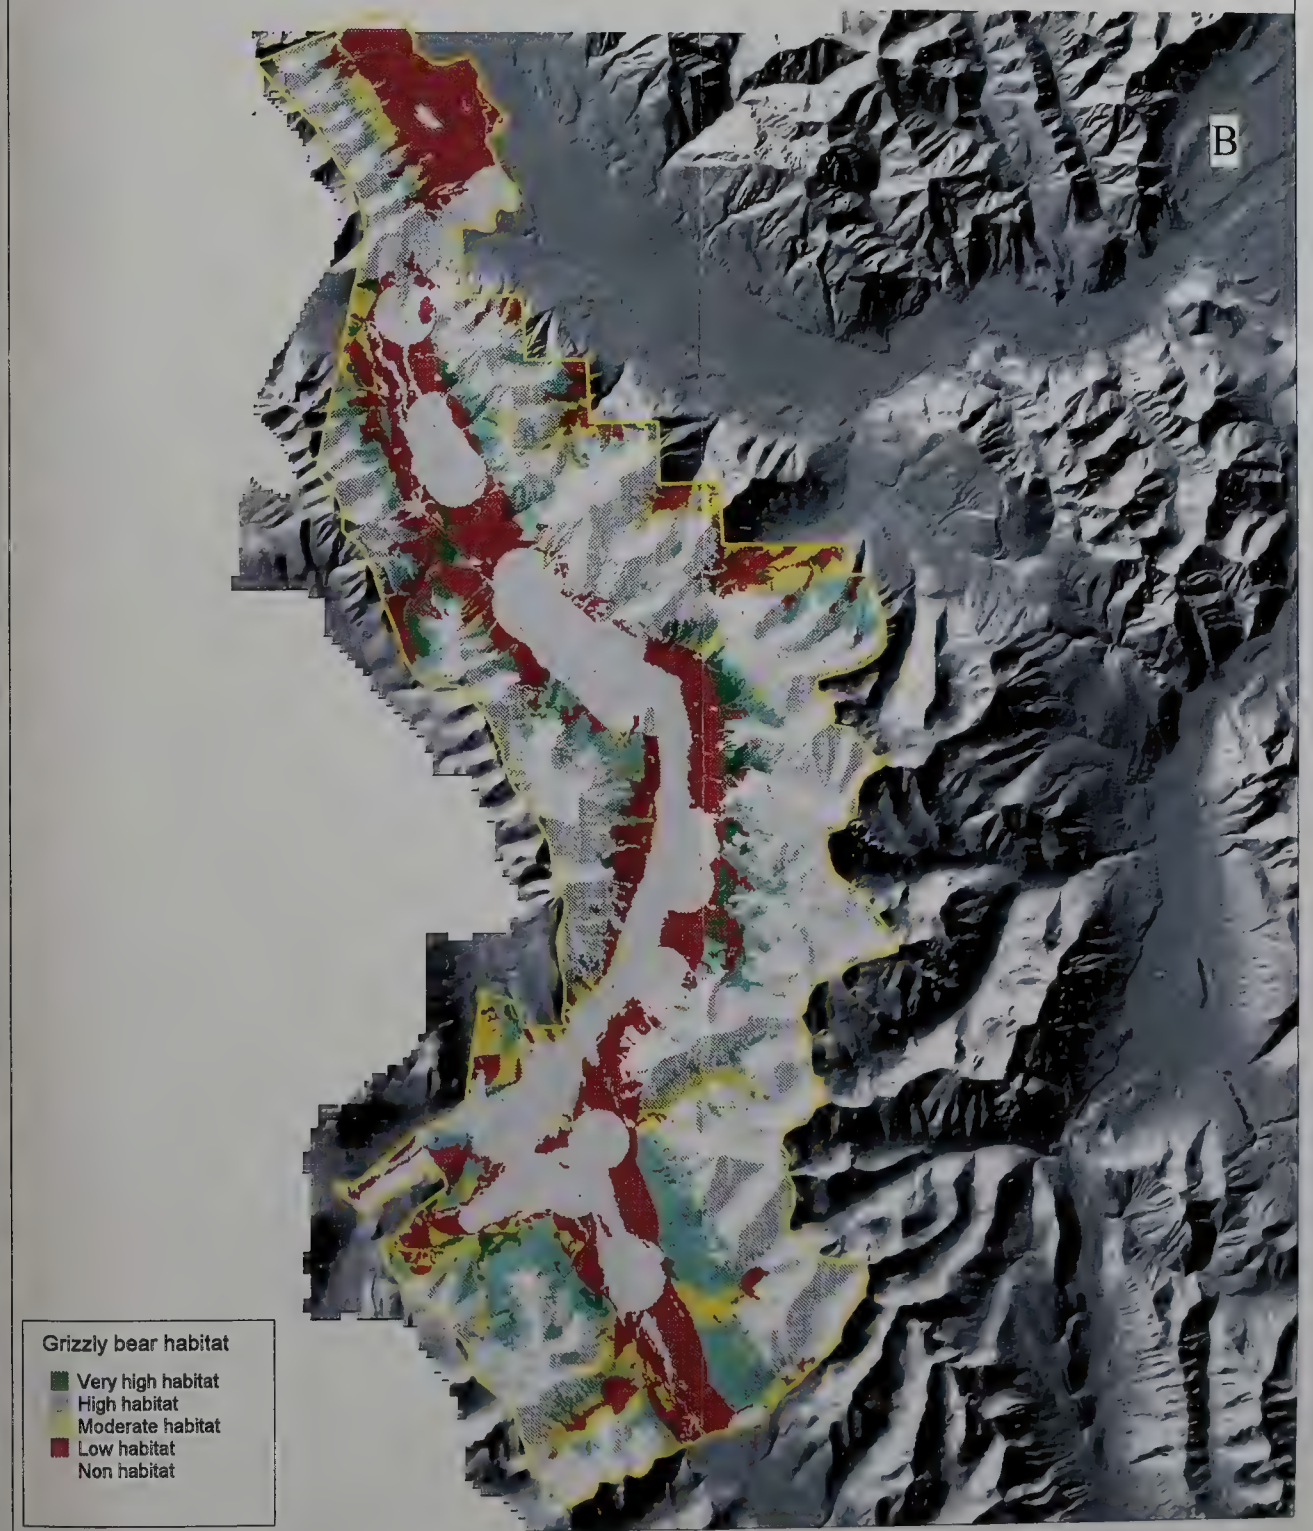 B
Grizzly bear habitat
Very high habitat
High habitat
Moderate habitat
Low habitat
Non habitat